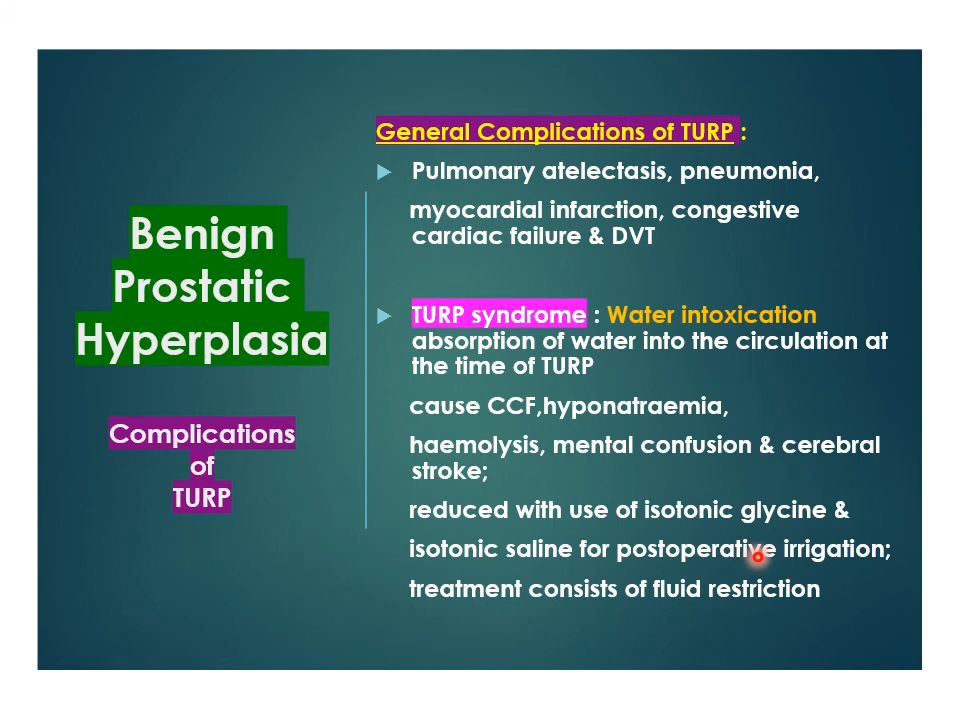 Benign
Prostatic
Hyperplasia
Complications
of
TURP
General Complications of TURP :
Pulmonary atelectasis, pneumonia,
myocardial infarction, congestive
cardiac failure & DVT
TURP syndrome : Water intoxication
absorption of water into the circulation at
the time of TURP
cause CCF,hyponatraemia,
haemolysis, mental confusion & cerebral
stroke;
reduced with use of isotonic glycine &
isotonic saline for postoperative irrigation;
treatment consists of fluid restriction